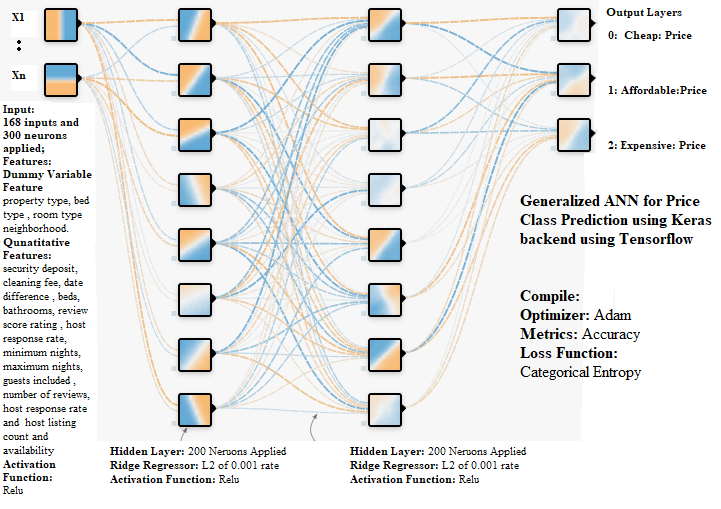 X1
Xn
Input:
168 inputs and
300 neurons
applied;
Features:
Dummy Variable
Feature
property type, bed
type , room type
neighborhood.
Qunatitative
Features:
security deposit,
cleaning fee, date
difference , beds,
bathrooms, review
score rating , host
response rate,
minimum nights,
maximum nights,
guests included ,
number of reviews,
host response rate
and host listing
count and
availability
Activation
Function:
Relu
Hidden Layer: 200 Neruons Applied
Ridge Regressor: L2 of 0.001 rate
Activation Function: Relu
Hidden Layer: 200 Neruons Applied
Ridge Regressor: L2 of 0.001 rate
Activation Function: Relu
Output Layers
0: Cheap: Price
1: Affordable:Price
2: Expensive: Price
Generalized ANN for Price
Class Prediction using Keras
backend using Tensorflow
Compile:
Optimizer: Adam
Metrics: Accuracy
Loss Function:
Categorical Entropy